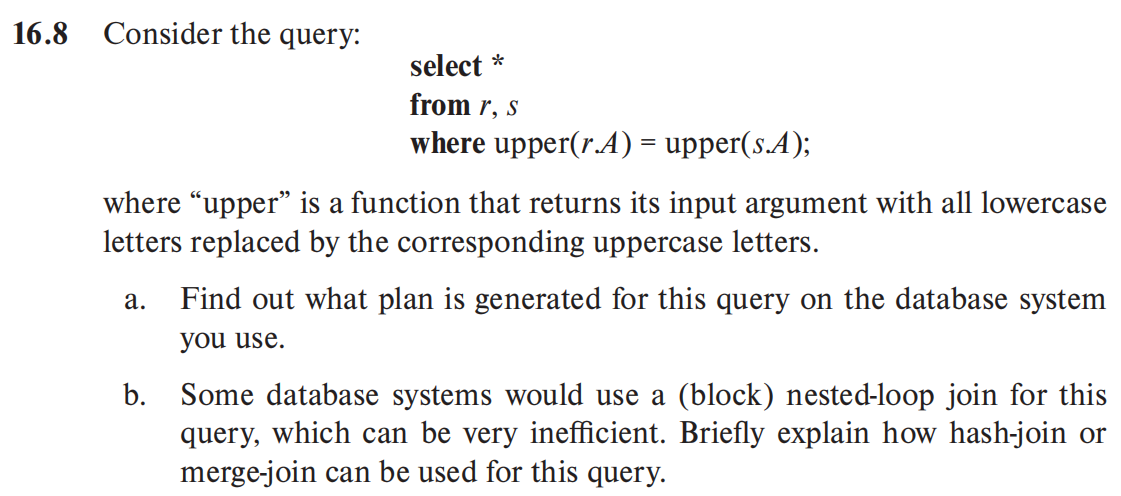 16.8 Consider the query:
select *
from r, s
where upper(r.A) = upper(s.A);
where “upper” is a function that returns its input argument with all lowercase
letters replaced by the corresponding uppercase letters.
a. Find out what plan is generated for this query on the database system
you use.
b. Some database systems would use a (block) nested-loop join for this
query, which can be very inefficient. Briefly explain how hash-join or
merge-join can be used for this query.